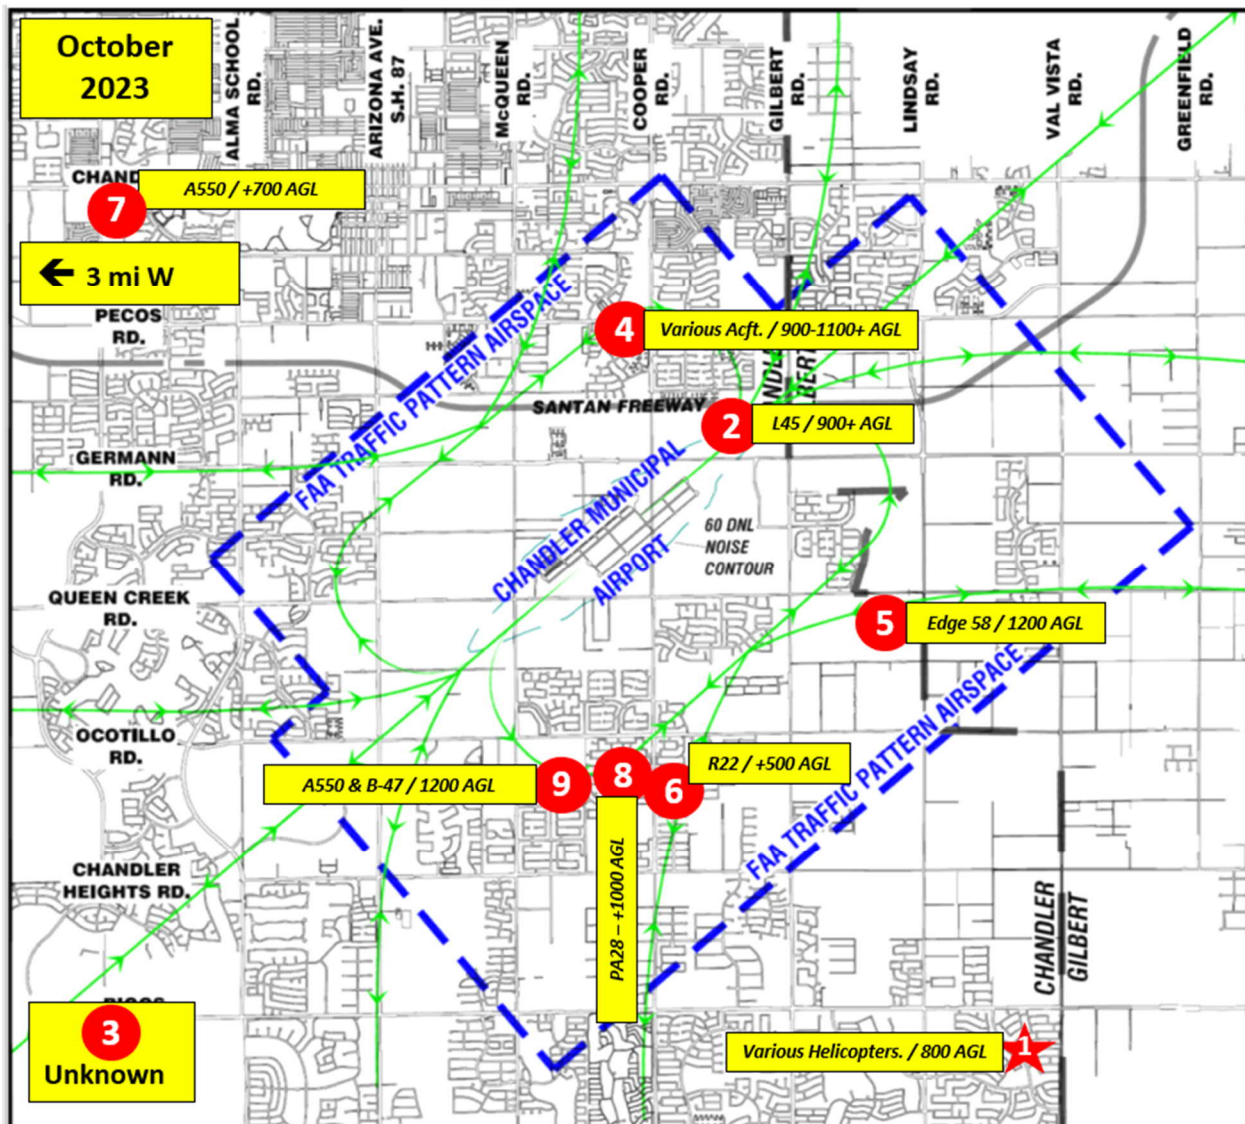 October
2023
ALMA SCHOOL
RD.
ARIZONA AVE.
S.H. 87
McQUEEN
RD.
COOPER
RD.
GILBERT
RD.
LINDSAY
RD.
VAL VISTA
RD.
GREENFIELD
RD.
CHAND
7
A550 / +700 AGL
← 3 mi W
PECOS
RD.
4
Various Acft. / 900-1100+ AGL
FAA TRAFFIC PATTERN AIRSPACE
SANTAN FREEWAY
2
L45 / 900+ AGL
GERMANN
RD.
CHANDLER MUNICIPAL
AIRPORT
60 DNL
NOISE
CONTOUR
QUEEN CREEK
RD.
5
Edge 58 / 1200 AGL
OCOTILLO
RD.
FAA TRAFFIC PATTERN AIRSPACE
A550 & B-47 / 1200 AGL
9
8
6
R22 / +500 AGL
PA28 – +1000 AGL
CHANDLER
HEIGHTS RD.
CHANDLER
GILBERT
3
Unknown
Various Helicopters. / 800 AGL
1